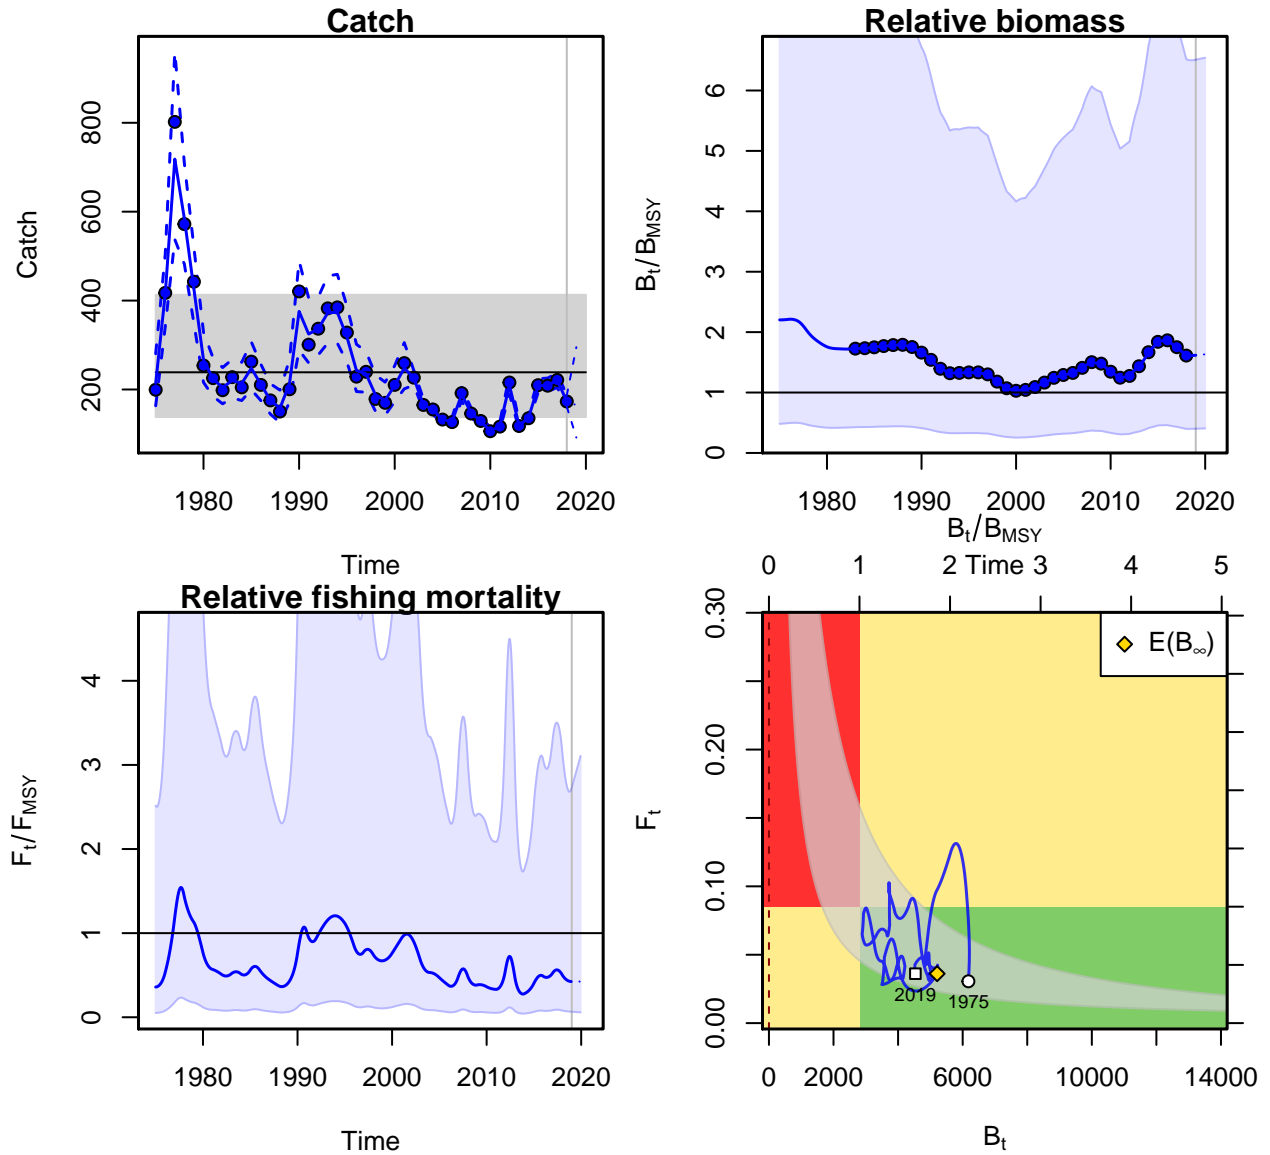 Catch
Catch
800
600
400
200
1980 1990 2000 2010 2020
Time
Relative biomass
Bt/BMSY
6
5
4
3
2
1
0
1980 1990 2000 2010 2020
Time
Relative fishing mortality
Ft/FMSY
4
3
2
1
0
1980 1990 2000 2010 2020
Time
Bt/BMSY
0 1 2 3 4 5
Ft
0.30
0.20
0.10
0.00
E(B∞)
2019
1975
0 2000 6000 10000 14000
Bt